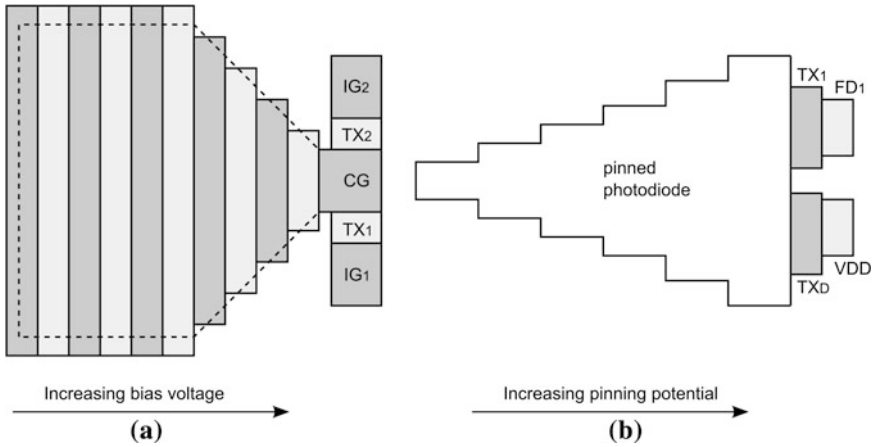 IG2
TX2
CG
TX1
IG1
Increasing bias voltage
(a)
TX1
FD1
pinned
photodiode
VDD
TXD
Increasing pinning potential
(b)